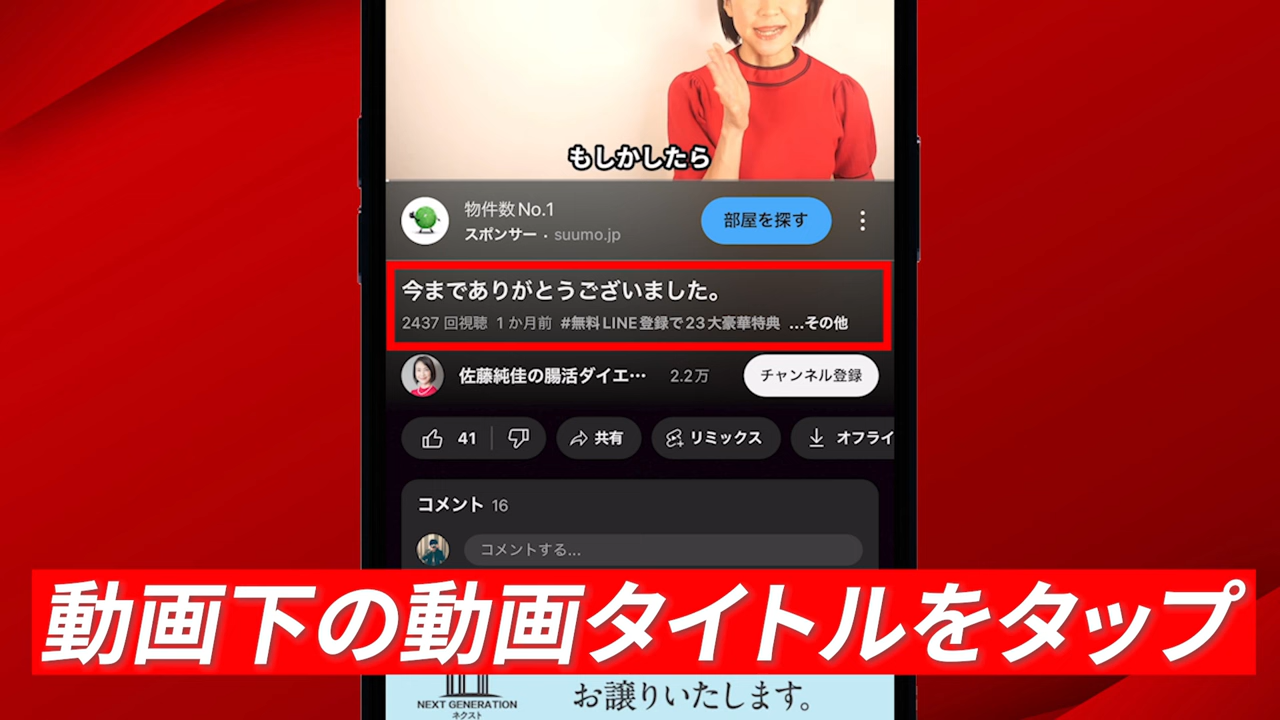 もしかしたら
物件数No.1
部屋を探す
スポンサー・suumo.jp
今までありがとうございました。
2437 回視聴 1 か月前 #無料LINE登録で23大豪華特典 ...その他
佐藤純佳の腸活ダイエ… 2.2万 チャンネル登録
41 共有 リミックス オフライ
コメント 16
コメントする...
動画下の動画タイトルをタップ
NEXT GENERATION
ネクスト
お譲りいたします。